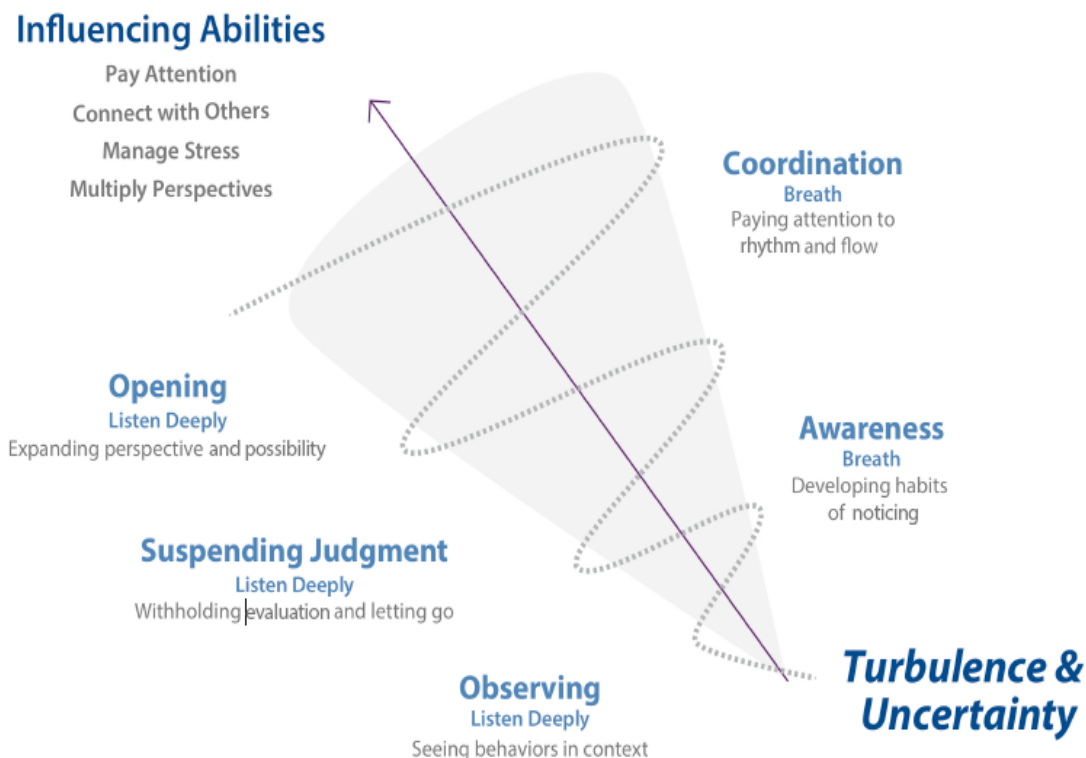 Influencing Abilities
Pay Attention
Connect with Others
Manage Stress
Multiply Perspectives
Coordination
Breath
Paying attention to
rhythm and flow
Opening
Listen Deeply
Expanding perspective and possibility
Awareness
Breath
Developing habits
of noticing
Suspending Judgment
Listen Deeply
Withholding evaluation and letting go
Turbulence &
Uncertainty
Observing
Listen Deeply
Seeing behaviors in context